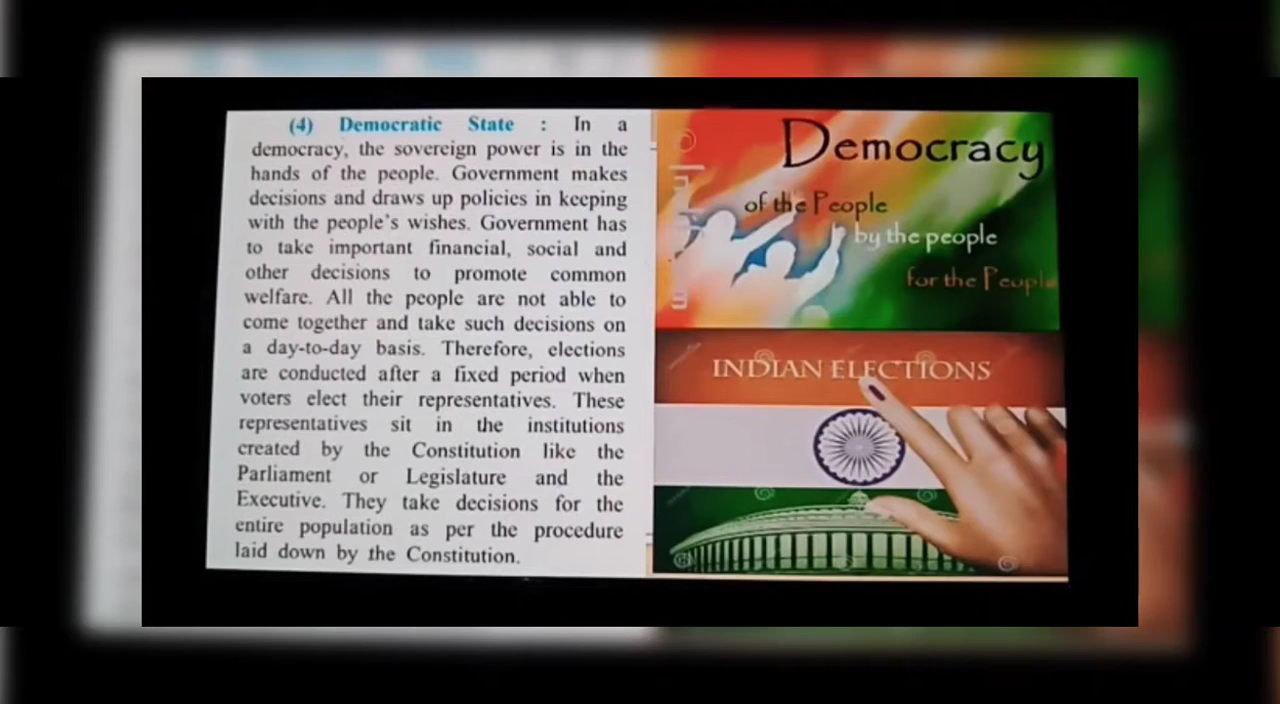 (4) Democratic State : In a
democracy, the sovereign power is in the
hands of the people. Government makes
decisions and draws up policies in keeping
with the people's wishes. Government has
to take important financial, social and
other decisions to promote common
welfare. All the people are not able to
come together and take such decisions on
a day-to-day basis. Therefore, elections
are conducted after a fixed period when
voters elect their representatives. These
representatives sit in the institutions
created by the Constitution like the
Parliament or Legislature and the
Executive. They take decisions for the
entire population as per the procedure
laid down by the Constitution.
Democracy
of the People
by the people
for the People
INDIAN ELECTIONS